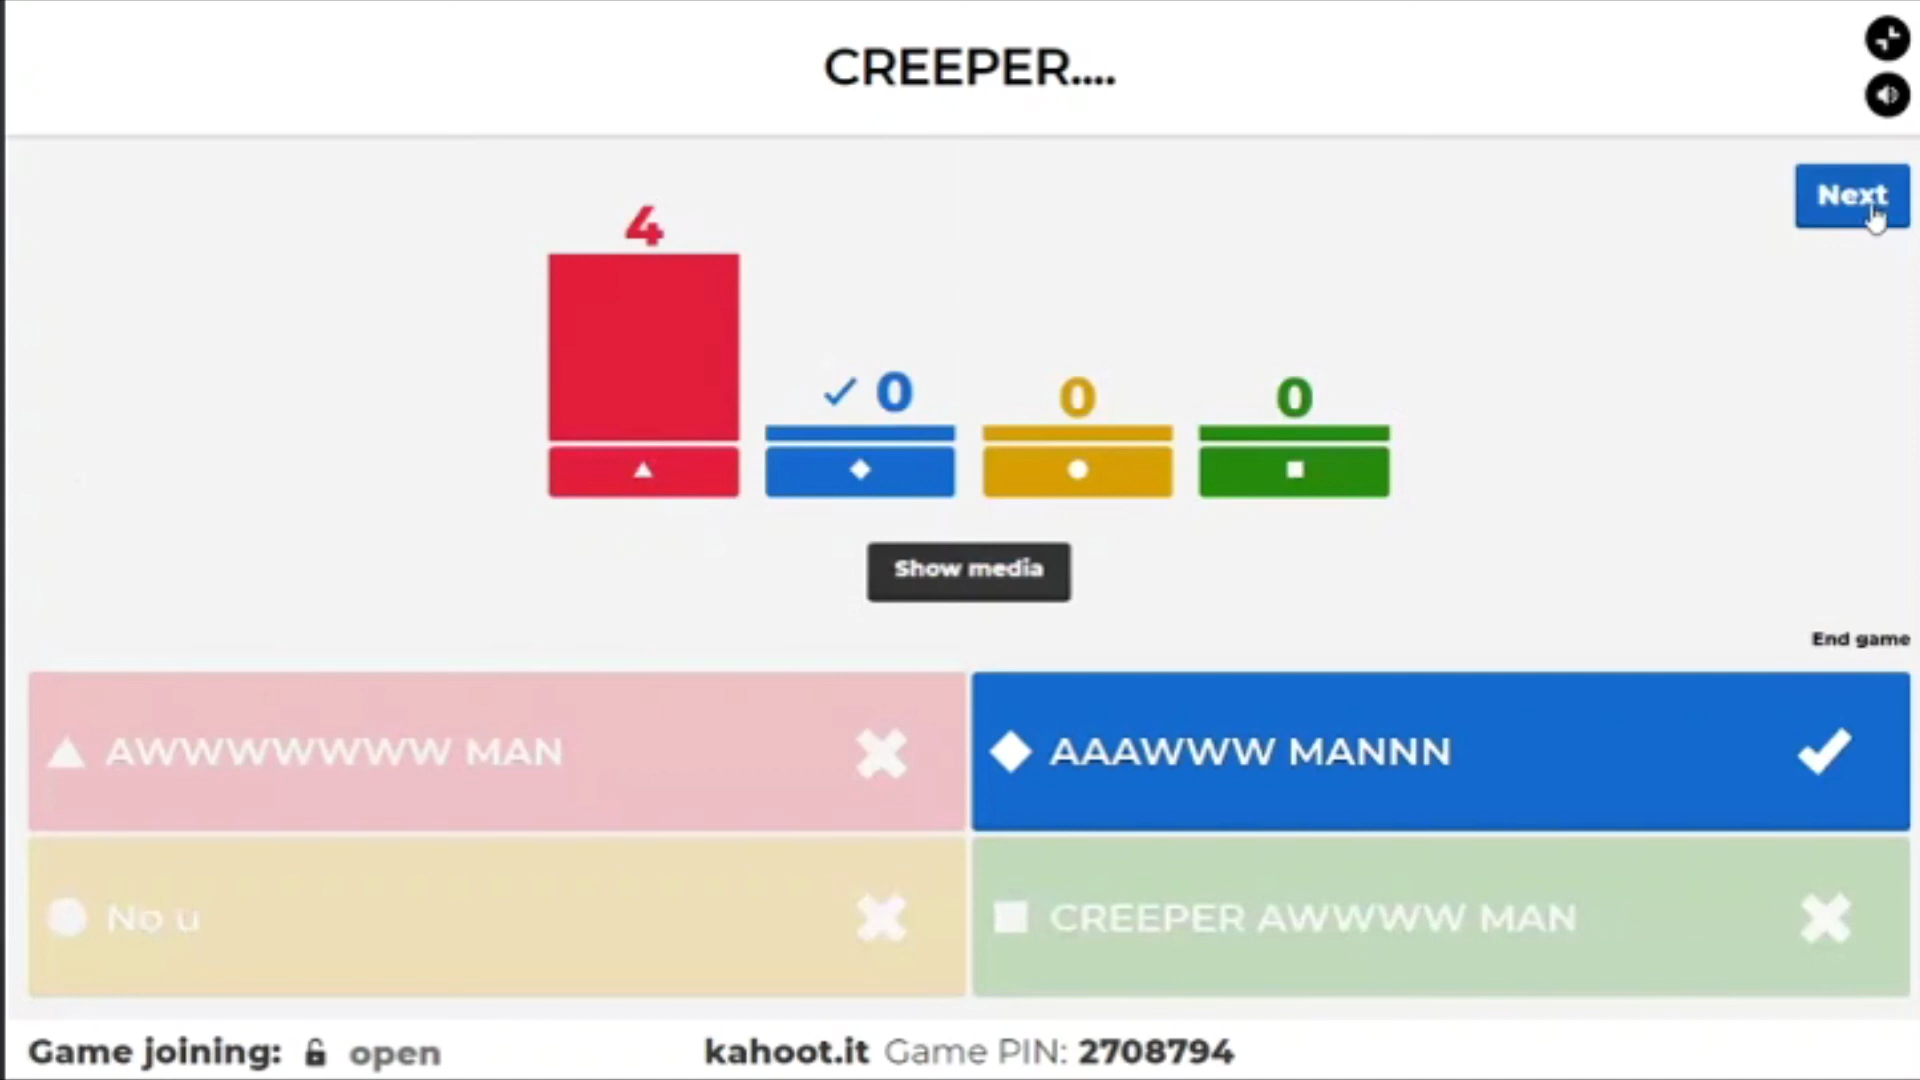 CREEPER....
Next
4
0
0
0
Show media
End game
AWWWWWWW MAN
AAAWWW MANNN
No u
CREEPER AWWWW MAN
Game joining: open
kahoot.it Game PIN: 2708794